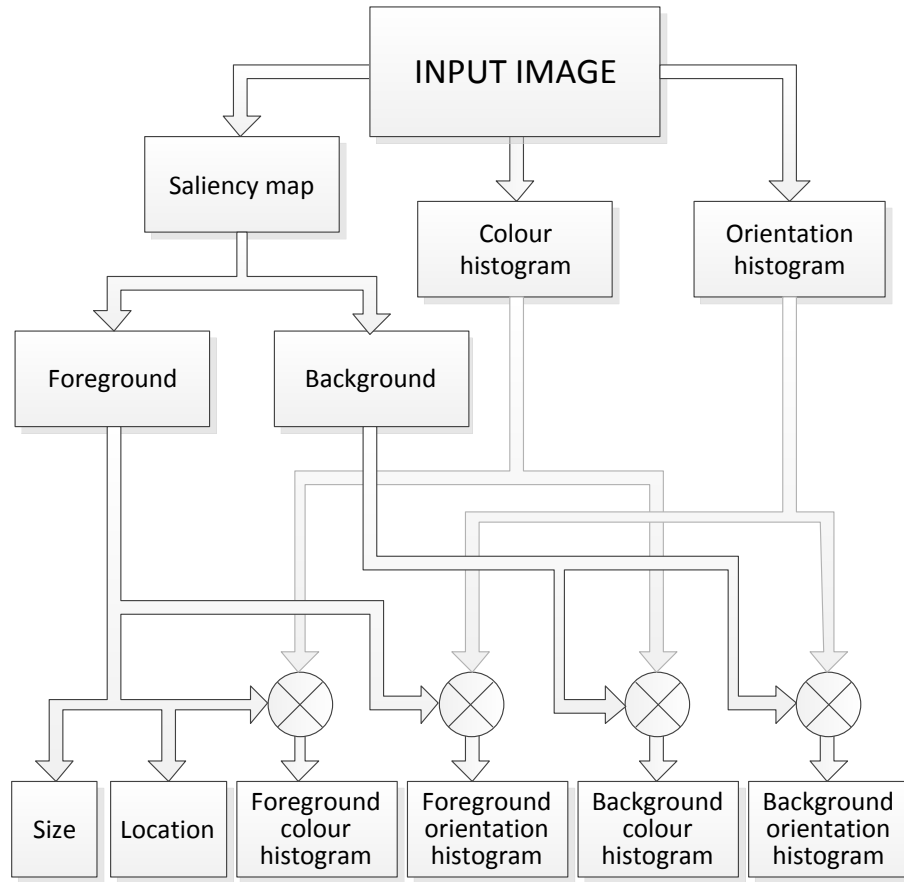 INPUT IMAGE
Saliency map
Colour
histogram
Orientation
histogram
Foreground
Background
Size
Location
Foreground
colour
histogram
Foreground
orientation
histogram
Background
colour
histogram
Background
orientation
histogram